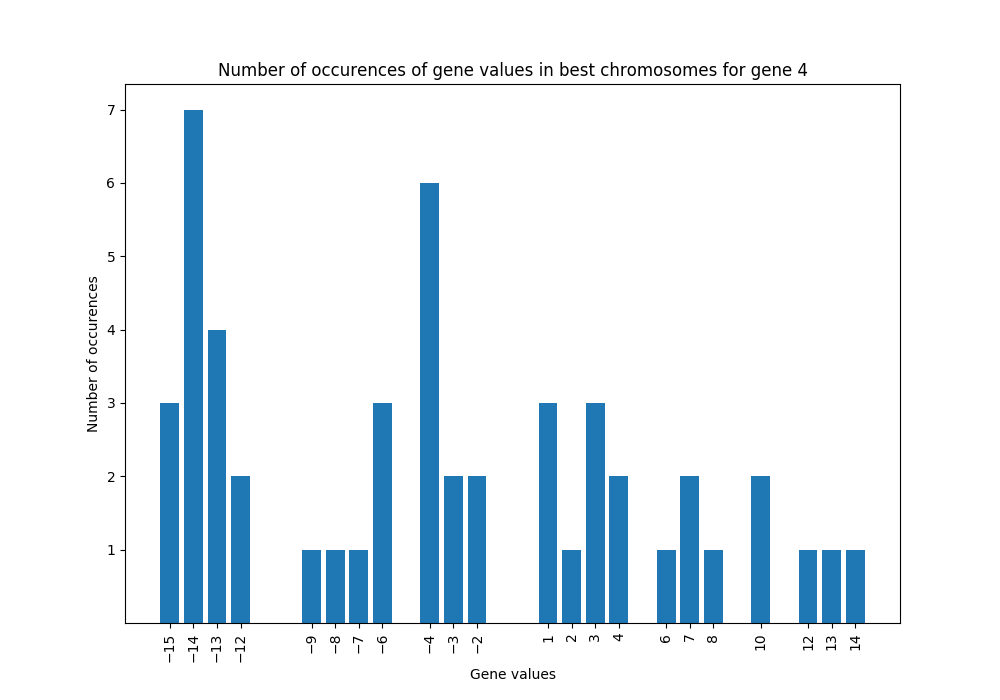 Number of occurences of gene values in best chromosomes for gene 4
Number of occurences
7
6
5
4
3
2
1
−15 −14 −13 −12 −9 −8 −7 −6 −4 −3 −2 1 2 3 4 6 7 8 10 12 13 14
Gene values